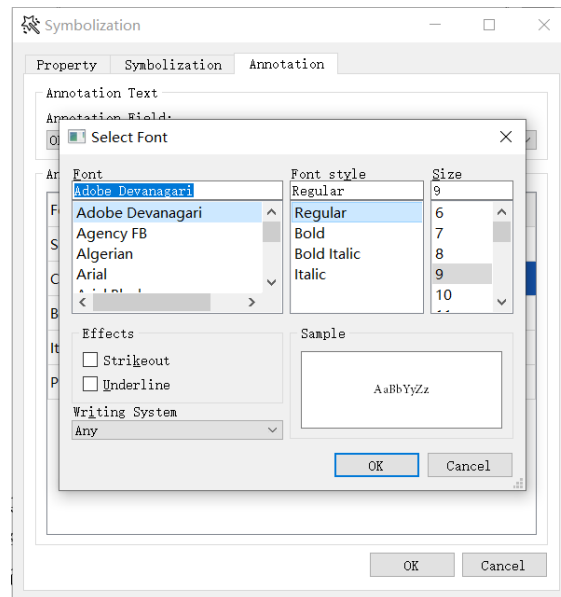 Symbolization
Property Symbolization Annotation
Annotation Text
Annotation Field:
Select Font
Font Font style Size
Adobe Devanagari Regular 9
Adobe Devanagari Regular 6
Agency FB Bold 7
Algerian Bold Italic 8
Arial Italic 9
10
Effects Sample
Strikeout
Underline
AaBbYyZz
Writing System
Any
OK Cancel
OK Cancel